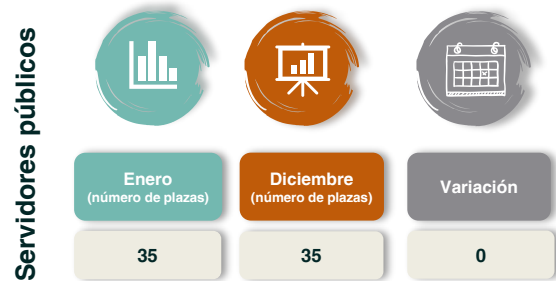 Servidores públicos
Enero
(número de plazas)
Diciembre
(número de plazas)
Variación
35
35
0